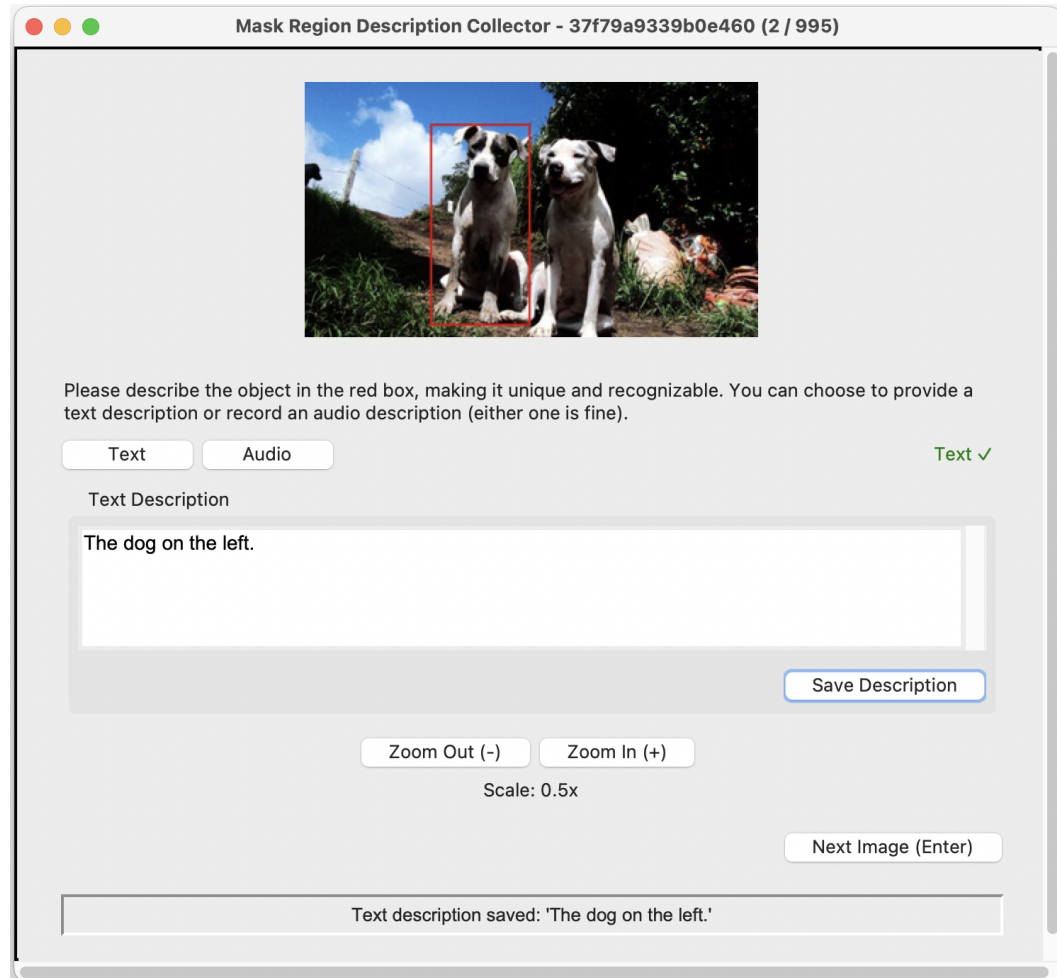 Mask Region Description Collector - 37f79a9339b0e460 (2 / 995)
Please describe the object in the red box, making it unique and recognizable. You can choose to provide a
text description or record an audio description (either one is fine).
Text Audio Text ✓
Text Description
The dog on the left.
Save Description
Zoom Out (-) Zoom In (+)
Scale: 0.5x
Next Image (Enter)
Text description saved: 'The dog on the left.'